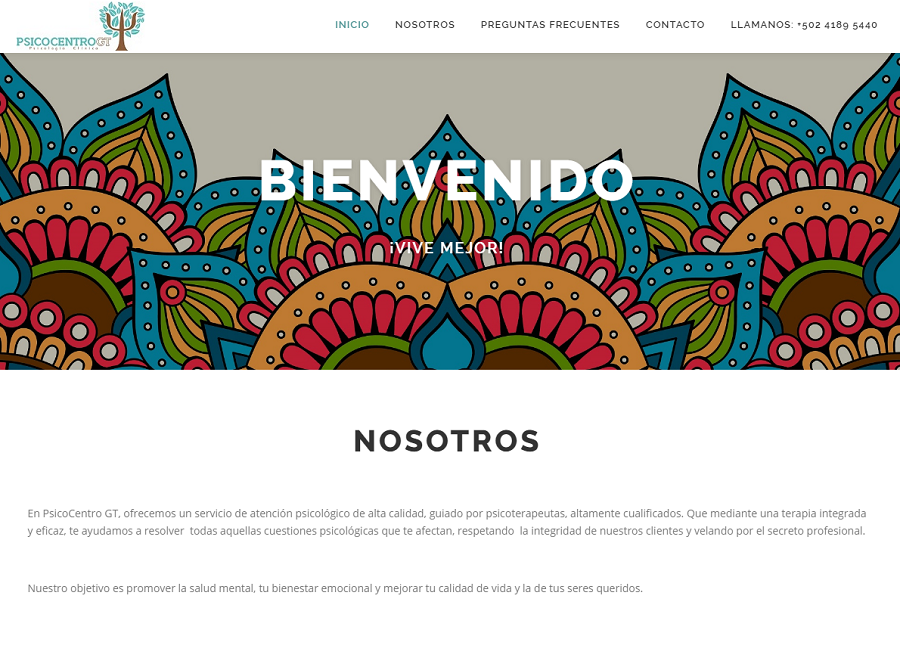 PSICOCENTROGT
Psicología Clínica
INICIO
NOSOTROS
PREGUNTAS FRECUENTES
CONTACTO
LLAMANOS: +502 4189 5440
BIENVENIDO
¡VIVE MEJOR!
NOSOTROS
En PsicoCentro GT, ofrecemos un servicio de atención psicológico de alta calidad, guiado por psicoterapeutas, altamente cualificados. Que mediante una terapia integrada
y eficaz, te ayudamos a resolver  todas aquellas cuestiones psicológicas que te afectan, respetando  la integridad de nuestros clientes y velando por el secreto profesional.
Nuestro objetivo es promover la salud mental, tu bienestar emocional y mejorar tu calidad de vida y la de tus seres queridos.